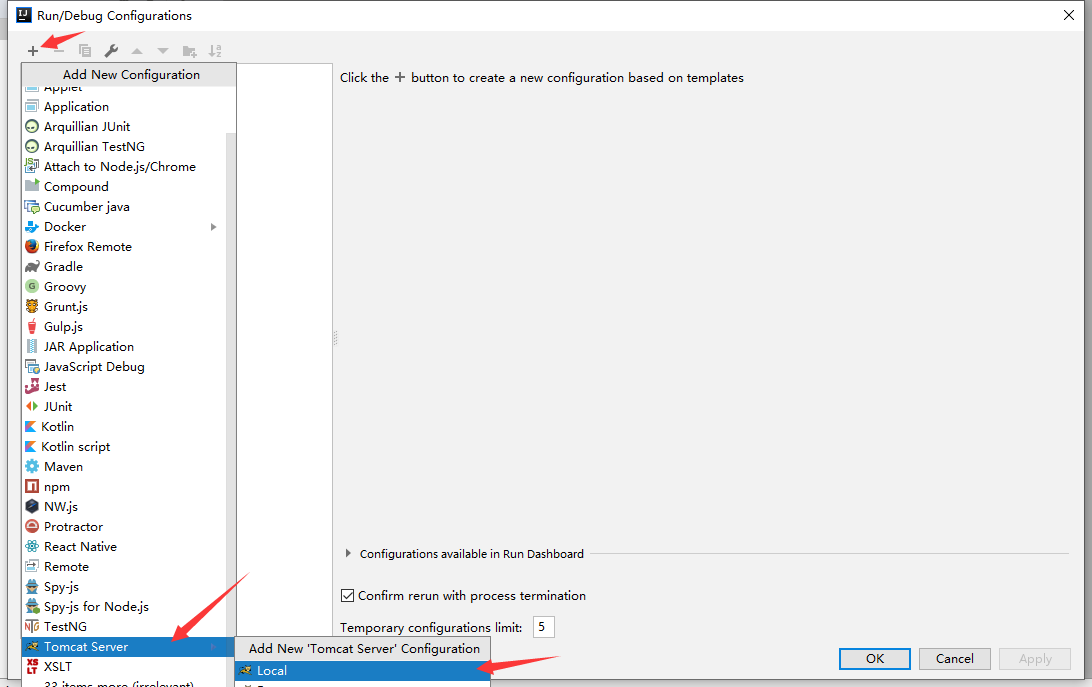 Run/Debug Configurations
Add New Configuration
Click the + button to create a new configuration based on templates
Applet
Application
Arquillian JUnit
Arquillian TestNG
Attach to Node.js/Chrome
Compound
Cucumber java
Docker
Firefox Remote
Gradle
Groovy
Grunt.js
Gulp.js
JAR Application
JavaScript Debug
Jest
JUnit
Kotlin
Kotlin script
Maven
npm
NW.js
Protractor
React Native
Remote
Spy-js
Spy-js for Node.js
TestNG
Tomcat Server
XSLT
33 items more (irrelevant)
Add New 'Tomcat Server' Configuration
Local
Configurations available in Run Dashboard
Confirm rerun with process termination
Temporary configurations limit: 5
OK Cancel Apply